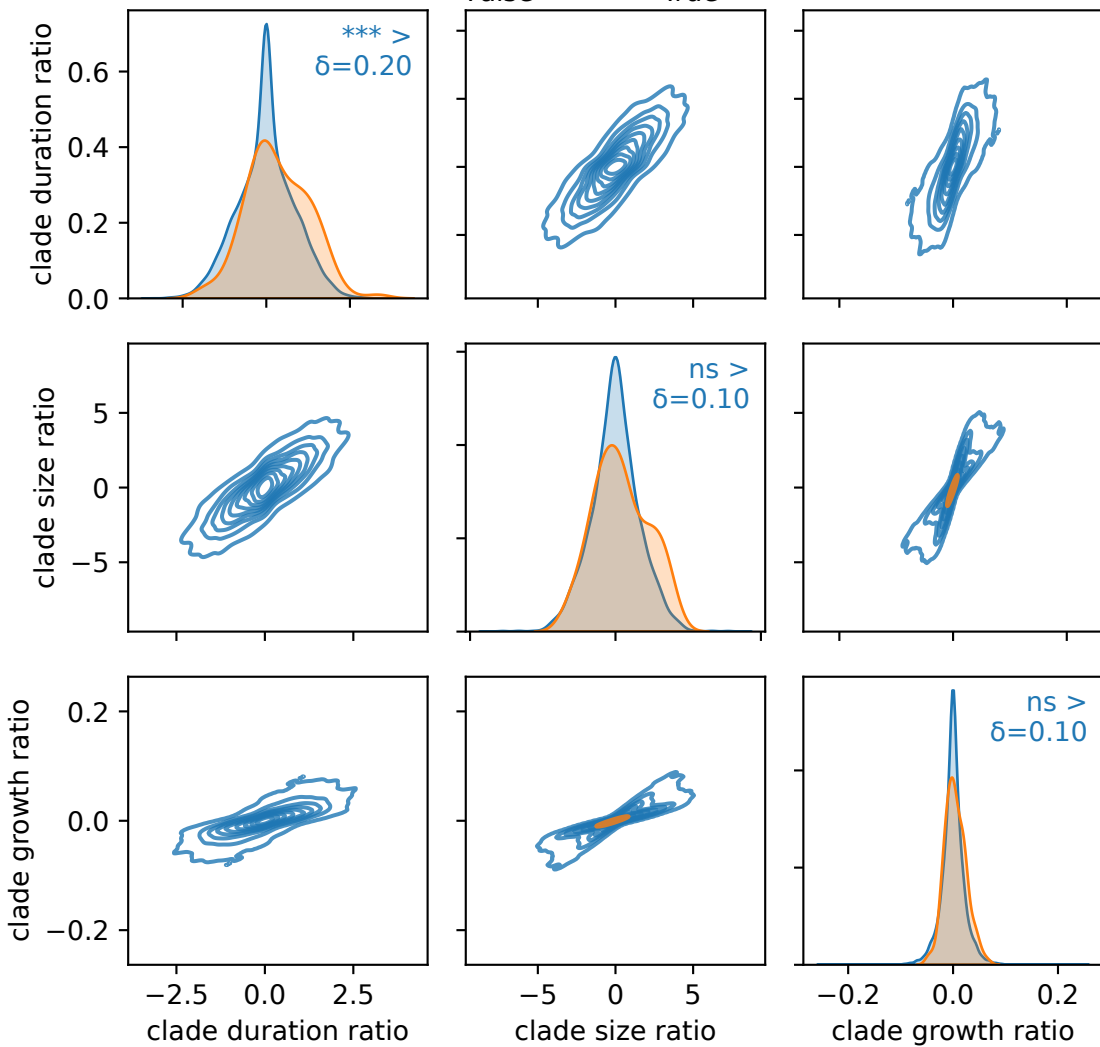 clade duration ratio
0.6
0.4
0.2
0.0
*** >
δ=0.20
clade size ratio
5
0
−5
ns >
δ=0.10
clade growth ratio
0.2
0.0
−0.2
ns >
δ=0.10
−2.5 0.0 2.5
−5 0 5
−0.2 0.0 0.2
clade duration ratio
clade size ratio
clade growth ratio